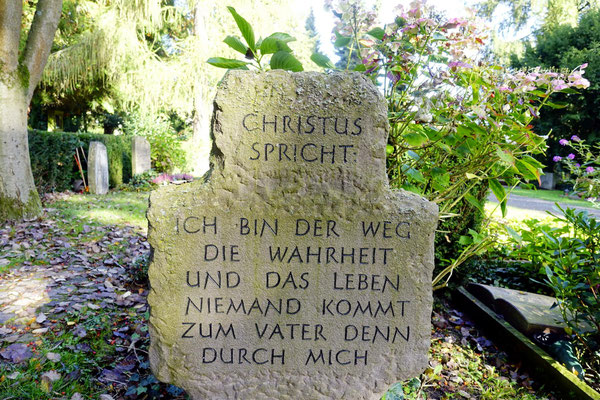 CHRISTUS
SPRICHT:
ICH BIN DER WEG
DIE WAHRHEIT
UND DAS LEBEN
NIEMAND KOMMT
ZUM VATER DENN
DURCH MICH